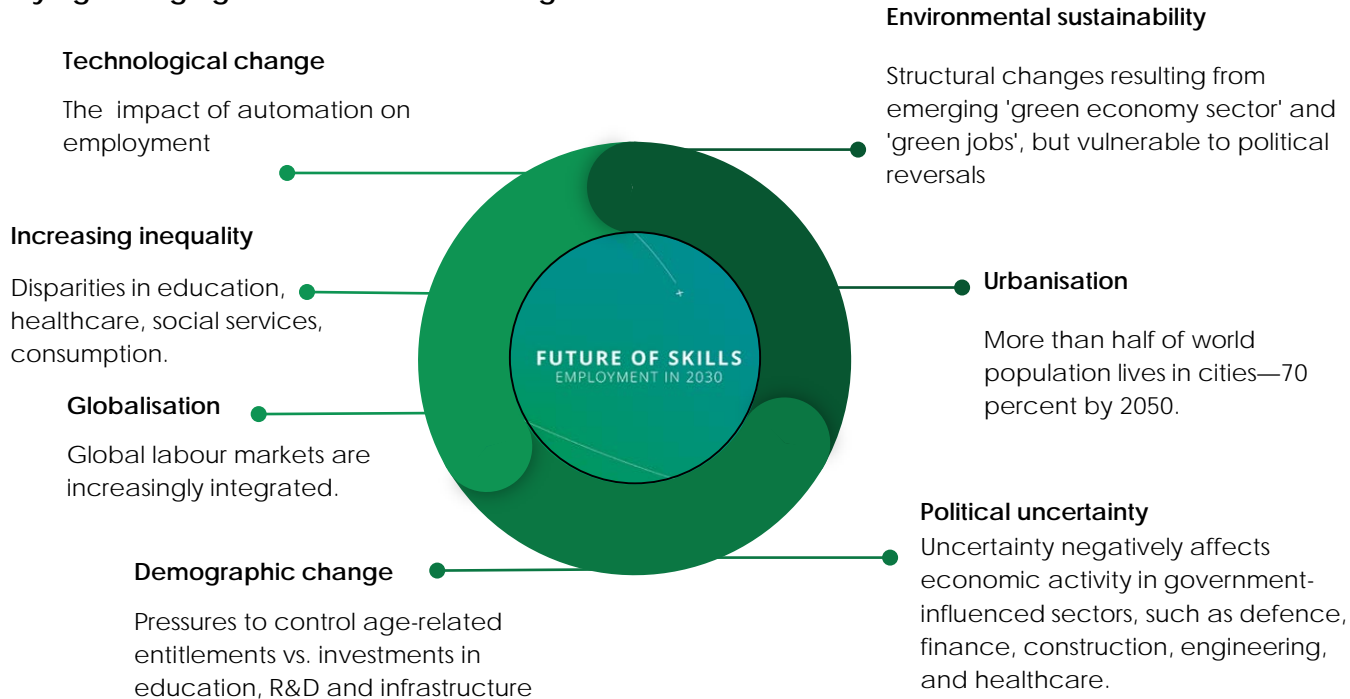 Technological change
The impact of automation on
employment
Increasing inequality
Disparities in education,
healthcare, social services,
consumption.
Globalisation
Global labour markets are
increasingly integrated.
Demographic change
Pressures to control age-related
entitlements vs. investments in
education, R&D and infrastructure
FUTURE OF SKILLS
EMPLOYMENT IN 2030
Environmental sustainability
Structural changes resulting from
emerging 'green economy sector' and
'green jobs', but vulnerable to political
reversals
Urbanisation
More than half of world
population lives in cities—70
percent by 2050.
Political uncertainty
Uncertainty negatively affects
economic activity in government-
influenced sectors, such as defence,
finance, construction, engineering,
and healthcare.